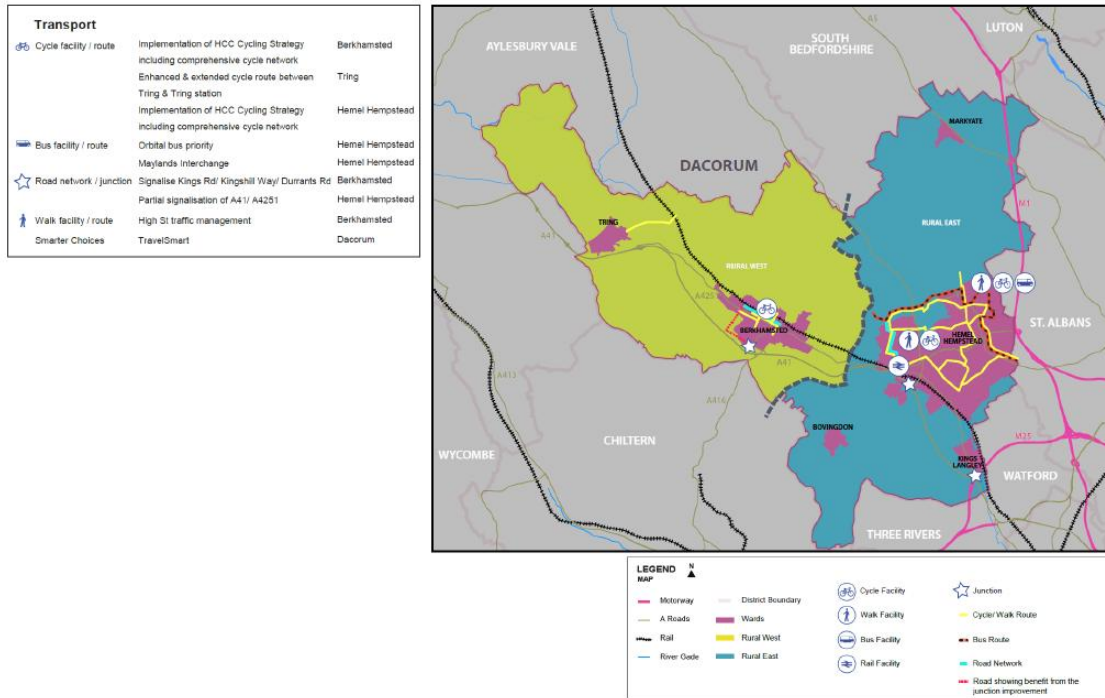 Transport
Cycle facility / route Implementation of HCC Cycling Strategy Berkhamsted
including comprehensive cycle network
Enhanced & extended cycle route between Tring
Tring & Tring station
Implementation of HCC Cycling Strategy Hemel Hempstead
including comprehensive cycle network
Bus facility / route Orbital bus priority Hemel Hempstead
Maylands Interchange Hemel Hempstead
Road network / junction Signalise Kings Rd/ Kingshill Way/ Durrants Rd Berkhamsted
Partial signalisation of A41/ A4251 Hemel Hempstead
Walk facility / route High St traffic management Berkhamsted
Smarter Choices TravelSmart Dacorum
AYLESBURY VALE
SOUTH
BEDFORDSHIRE
A5
LUTON
MARKYATE
DACORUM
M1
TRING
RURAL EAST
A41
RURAL WEST
ST. ALBANS
BERKHAMSTED
HEMEL
HEMPSTEAD
A41
A413
A416
BOVINGDON
CHILTERN
WYCOMBE
KINGS
LANGLEY
M25
WATFORD
THREE RIVERS
LEGEND N
MAP
Motorway
A Roads
Rail
River Gade
District Boundary
Wards
Rural West
Rural East
Cycle Facility
Walk Facility
Bus Facility
Rail Facility
Junction
Cycle/ Walk Route
Bus Route
Road Network
Road showing benefit from the
junction improvement